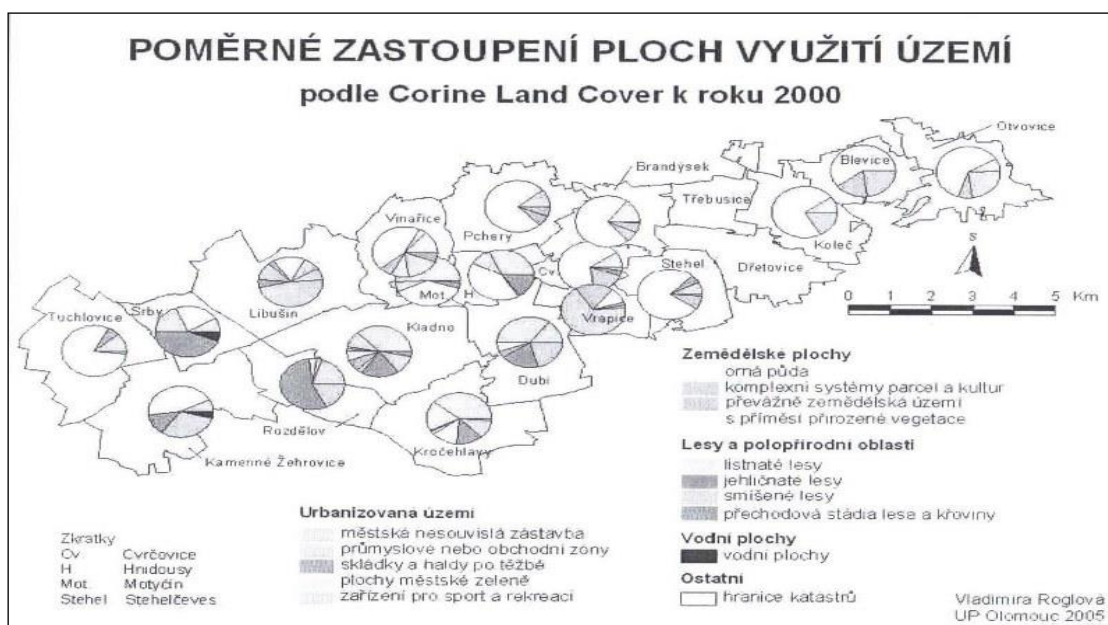 POMĚRNÉ ZASTOUPENÍ PLOCH VYUŽITÍ ÚZEMÍ
podle Corine Land Cover k roku 2000
Otvovice
Blevice
Brandýsek
Třebusice
Vinařice
Pchery
Koleč
Stehel
Cv
Dřetovice
Mot.
H
Vrapice
Srby
Tuchlovice
Libušín
Kladno
Dubí
Rozdělov
Kročehlavy
Kamenné Žehrovice
S
0 1 2 3 4 5 Km
Zemědělské plochy
orná půda
komplexní systémy parcel a kultur
převážně zemědělská území
s příměsí přirozené vegetace
Lesy a polopřírodní oblasti
listnaté lesy
jehličnaté lesy
smíšené lesy
přechodová stádia lesa a křoviny
Vodní plochy
vodní plochy
Ostatní
hranice katastrů
Urbanizovaná území
městská nesouvislá zástavba
průmyslové nebo obchodní zóny
skládky a haldy po těžbě
plochy městské zeleně
zařízení pro sport a rekreaci
Zkratky
Cv Cvrčovice
H Hnidousy
Mot. Motyčín
Stehel Stehelčeves
Vladimíra Roglová
UP Olomouc 2005